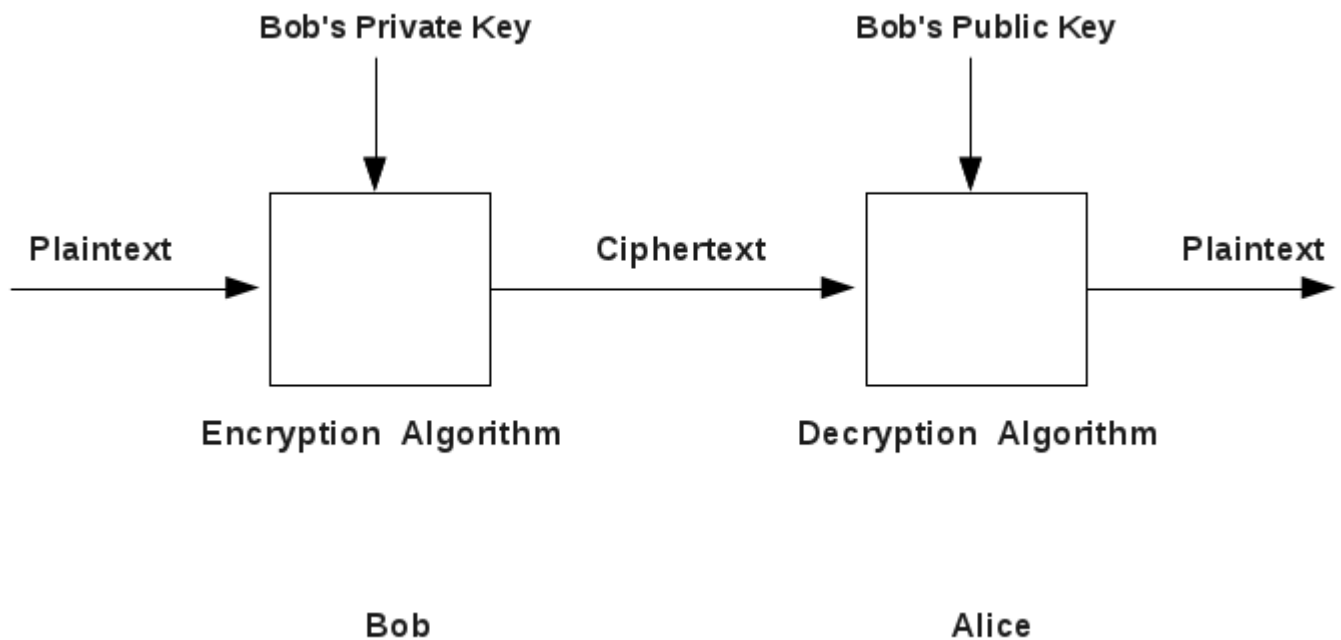 Bob's Private Key
Bob's Public Key
Plaintext
Ciphertext
Plaintext
Encryption Algorithm
Decryption Algorithm
Bob
Alice